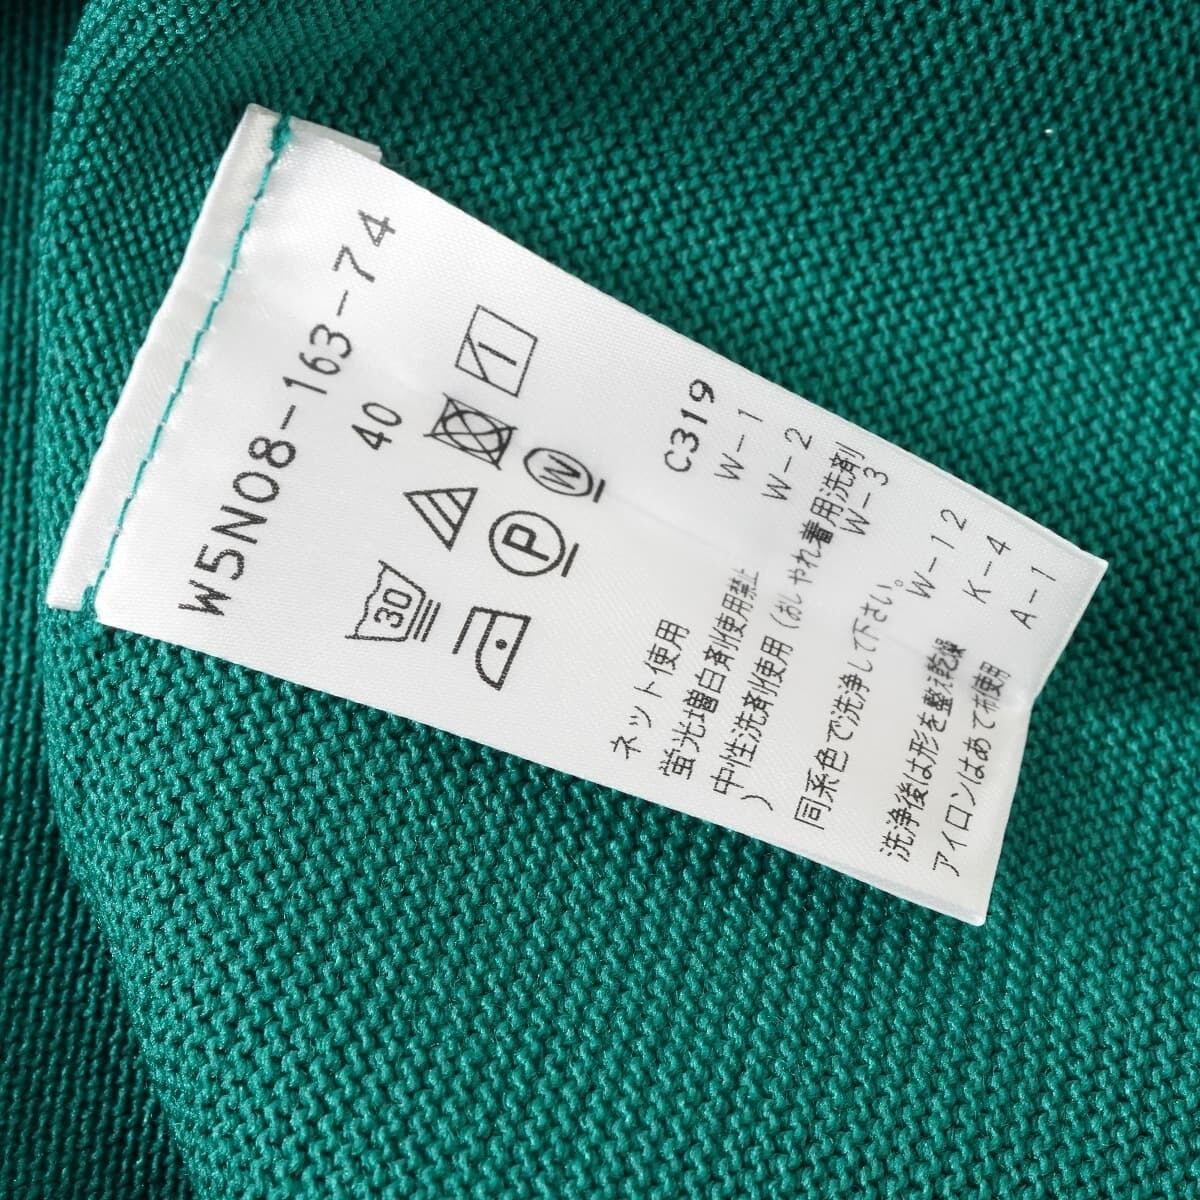 W5N08-163-74
40
30
P
W
C319
ネット使用 W-1
蛍光増白剤使用禁止 W-2
中性洗剤使用(おしゃれ着用洗剤
) W-3
同系色で洗浄して下さい。
洗浄後は形を整え乾燥 W-12
アイロンはあて布使用 K-4
A-1